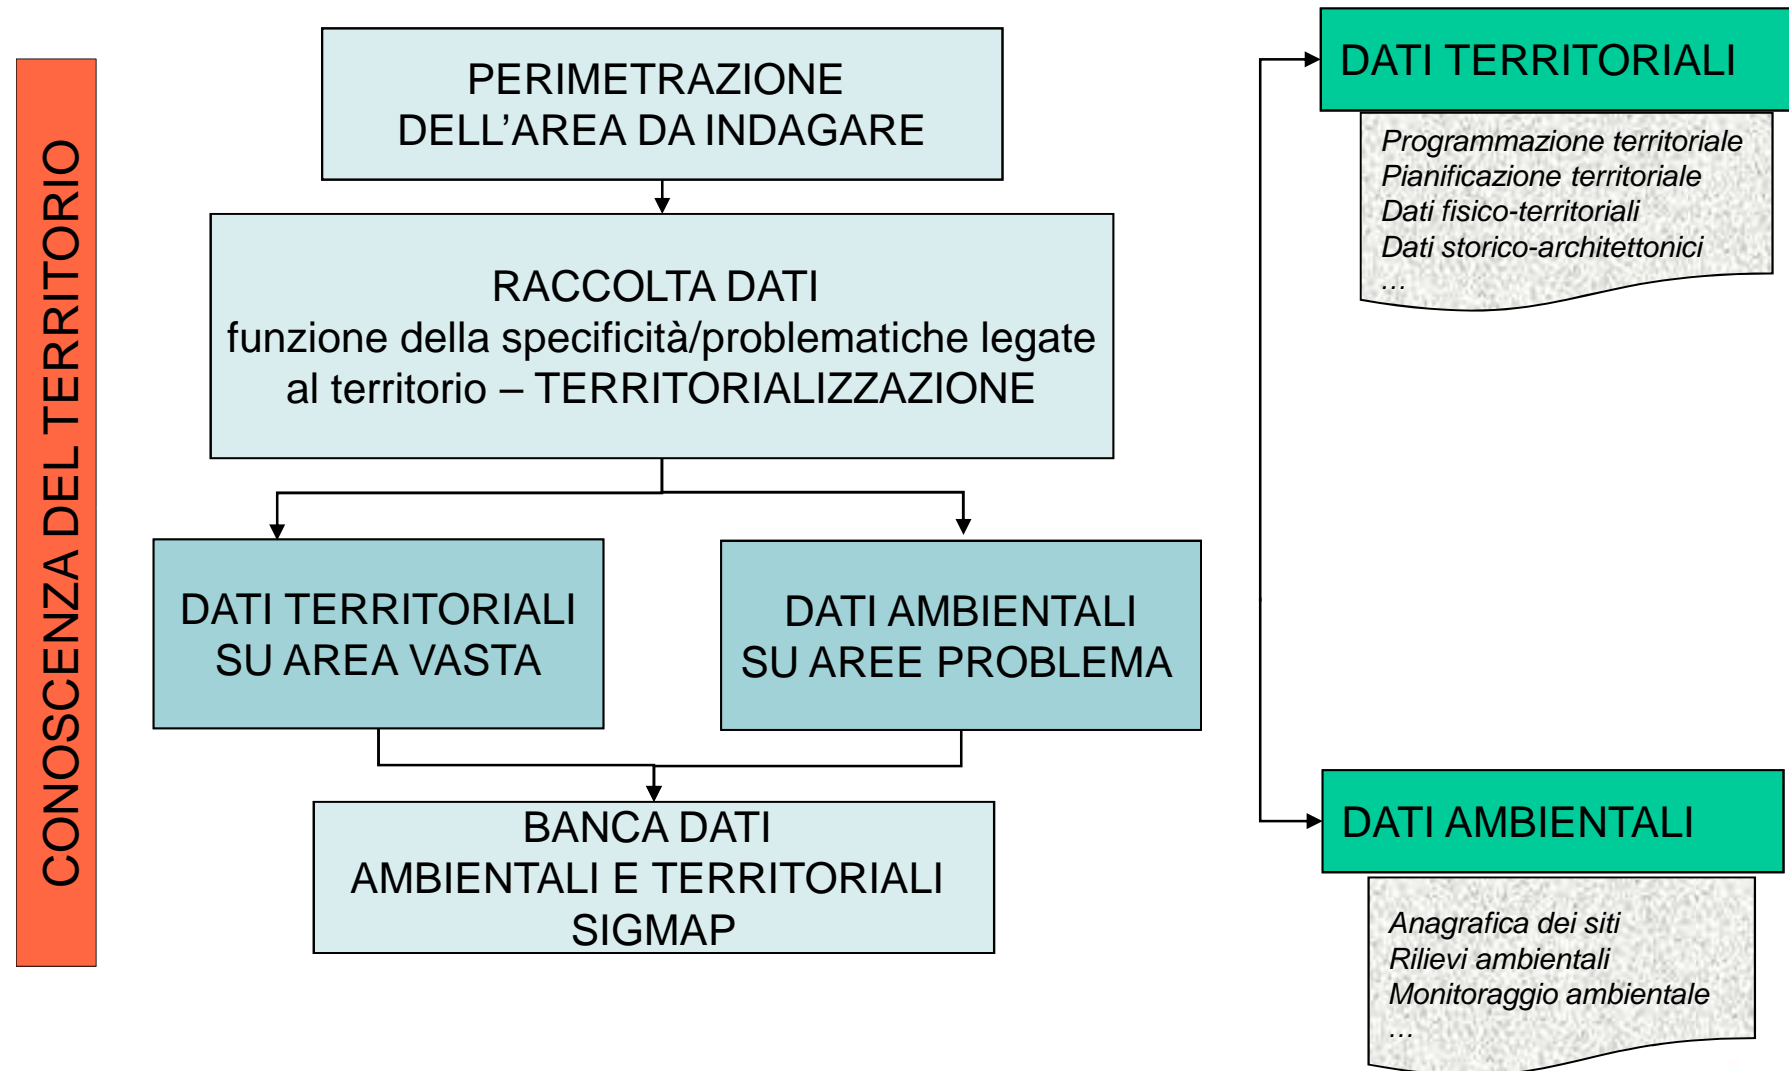 CONOSCENZA DEL TERRITORIO
PERIMETRAZIONE
DELL’AREA DA INDAGARE
RACCOLTA DATI
funzione della specificità/problematiche legate
al territorio – TERRITORIALIZZAZIONE
DATI TERRITORIALI
SU AREA VASTA
DATI AMBIENTALI
SU AREE PROBLEMA
BANCA DATI
AMBIENTALI E TERRITORIALI
SIGMAP
DATI TERRITORIALI
Programmazione territoriale
Pianificazione territoriale
Dati fisico-territoriali
Dati storico-architettonici
…
DATI AMBIENTALI
Anagrafica dei siti
Rilievi ambientali
Monitoraggio ambientale
…